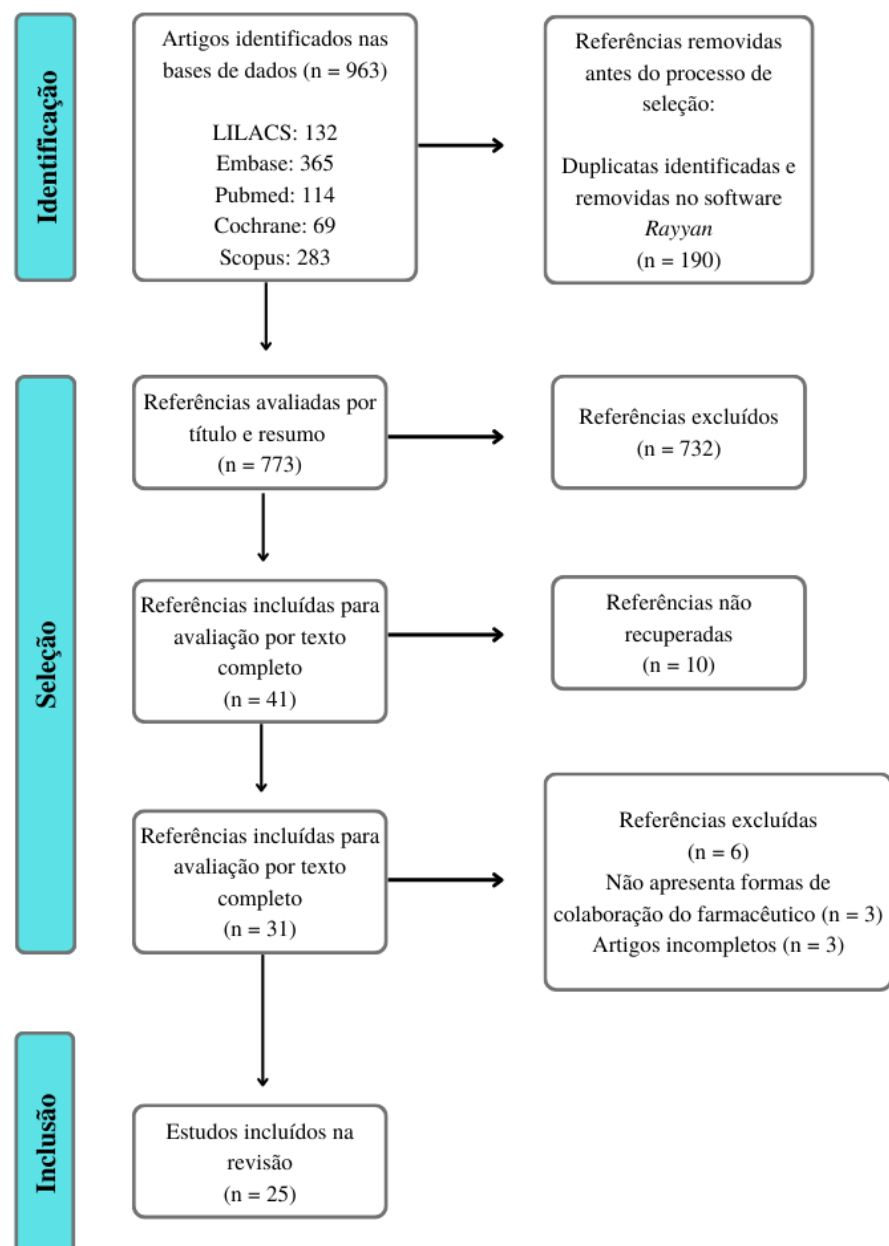 Identificação
Artigos identificados nas
bases de dados (n = 963)
LILACS: 132
Embase: 365
Pubmed: 114
Cochrane: 69
Scopus: 283
Referências removidas
antes do processo de
seleção:
Duplicatas identificadas e
removidas no software
Rayyan
(n = 190)
Seleção
Referências avaliadas por
título e resumo
(n = 773)
Referências excluídos
(n = 732)
Referências incluídas para
avaliação por texto
completo
(n = 41)
Referências não
recuperadas
(n = 10)
Referências incluídas para
avaliação por texto
completo
(n = 31)
Referências excluídas
(n = 6)
Não apresenta formas de
colaboração do farmacêutico (n = 3)
Artigos incompletos (n = 3)
Inclusão
Estudos incluídos na
revisão
(n = 25)